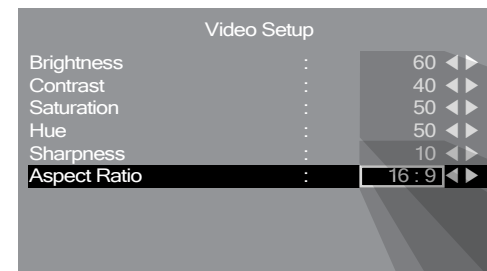 Video Setup
Brightness : 60
Contrast : 40
Saturation : 50
Hue : 50
Sharpness : 10
Aspect Ratio : 16 : 9